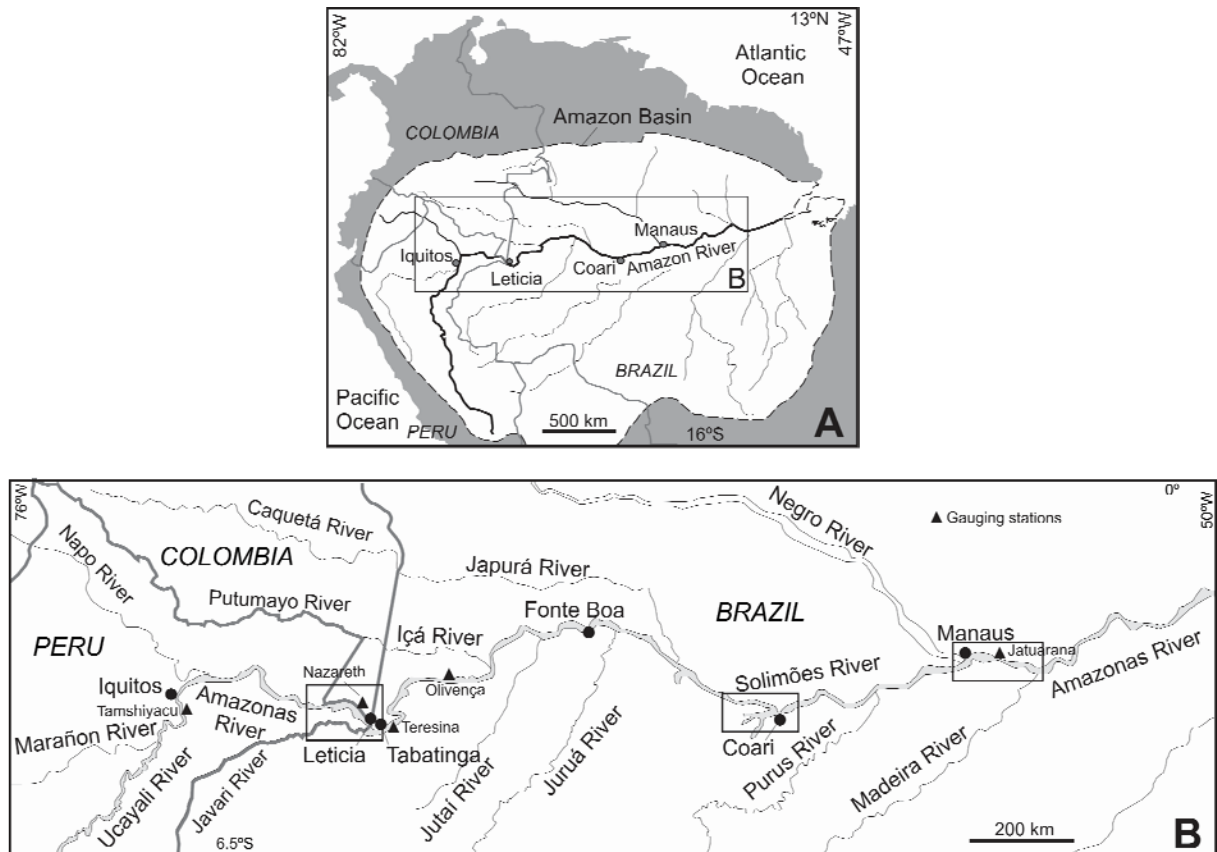 82ºW
13ºN
47ºW
Atlantic
Ocean
COLOMBIA
Amazon Basin
Manaus
Iquitos
Leticia
Coari
Amazon River
B
BRAZIL
Pacific
Ocean
PERU
500 km
16ºS
A
76ºW
0º
50ºW
Caquetá River
Negro River
Gauging stations
Napo River
COLOMBIA
Japurá River
Putumayo River
Fonte Boa
BRAZIL
PERU
Içá River
Manaus
Jatuarana
Nazareth
Iquitos
Olivença
Solimões River
Amazonas River
Tamshiyacu
Amazonas
River
Teresina
Marañon River
Leticia
Tabatinga
Coari
Ucayali River
Javari River
Jutaí River
Juruá River
Purus River
Madeira River
6.5ºS
200 km
B